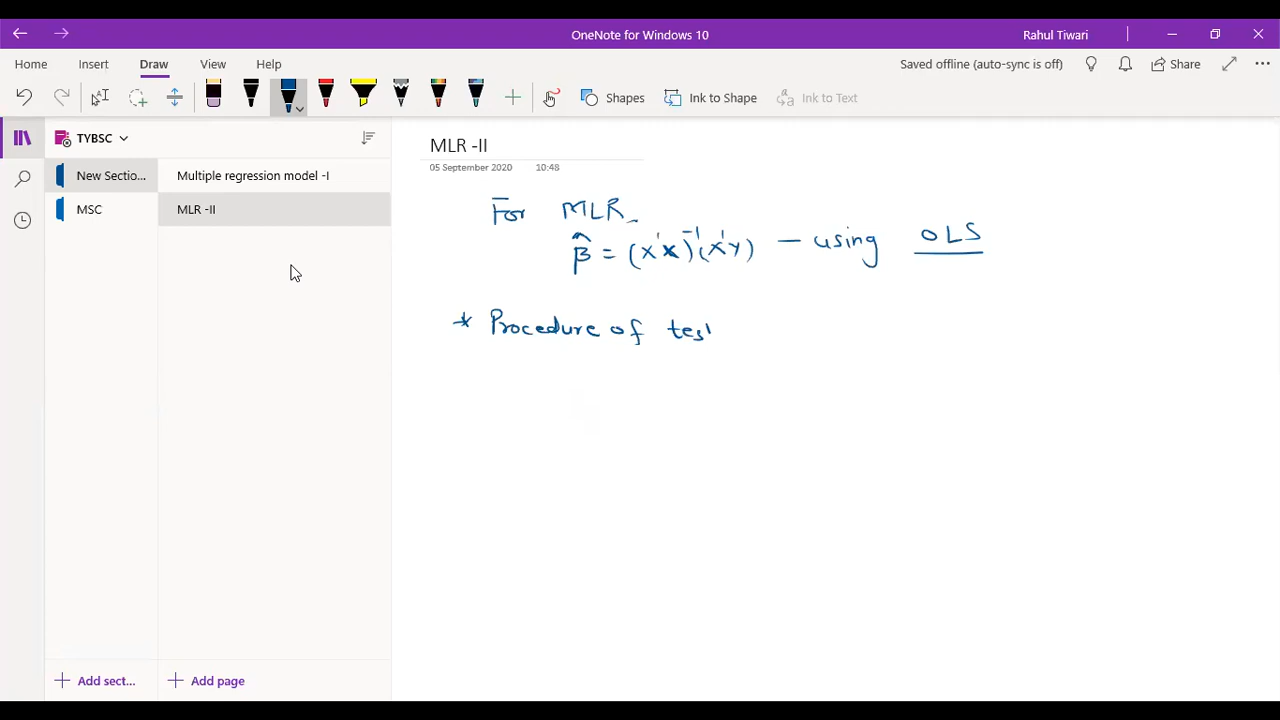 OneNote for Windows 10
Rahul Tiwari
Home Insert Draw View Help
Saved offline (auto-sync is off)
Share
Shapes
Ink to Shape
Ink to Text
TYBSC
New Sectio...
MSC
Multiple regression model -I
MLR -II
Add sect...
Add page
MLR -II
05 September 2020 10:48
For MLR
β̂ = (X'X)⁻¹(X'Y) — using OLS
* Procedure of test